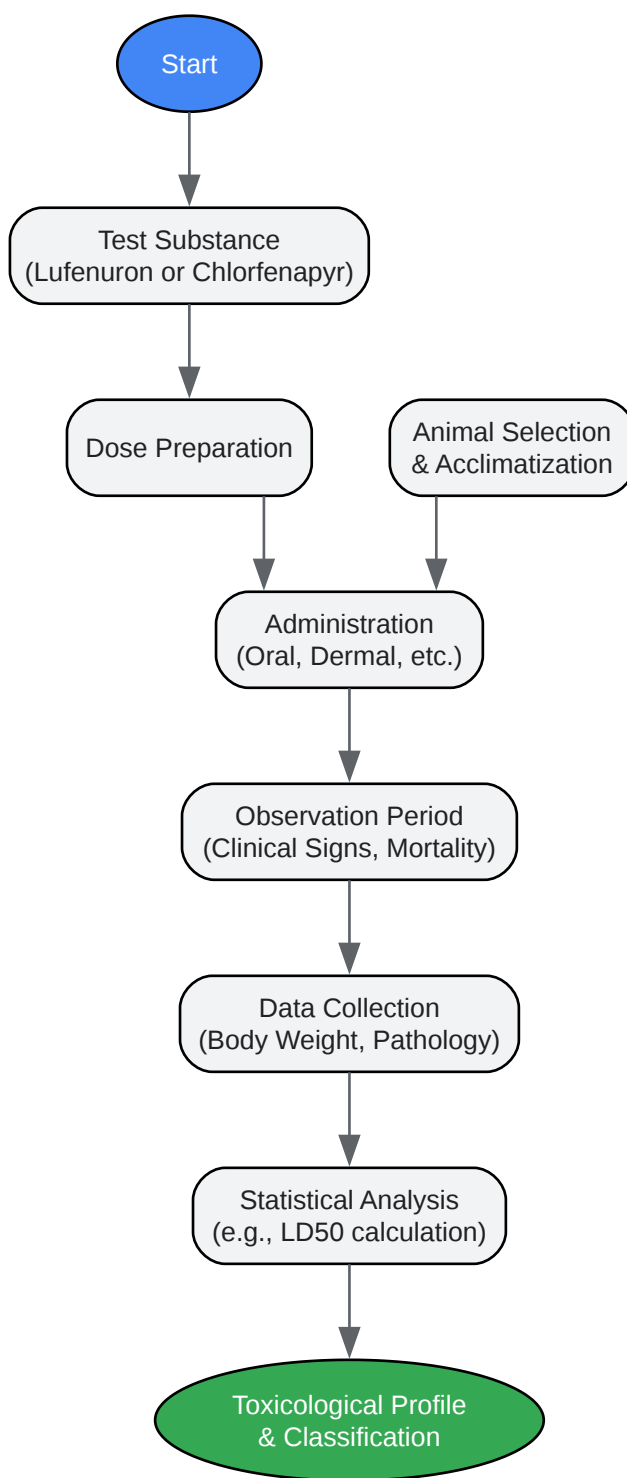 Start
Test Substance
(Lufenuron or Chlorfenapyr)
Dose Preparation
Animal Selection
& Acclimatization
Administration
(Oral, Dermal, etc.)
Observation Period
(Clinical Signs, Mortality)
Data Collection
(Body Weight, Pathology)
Statistical Analysis
(e.g., LD50 calculation)
Toxicological Profile
& Classification